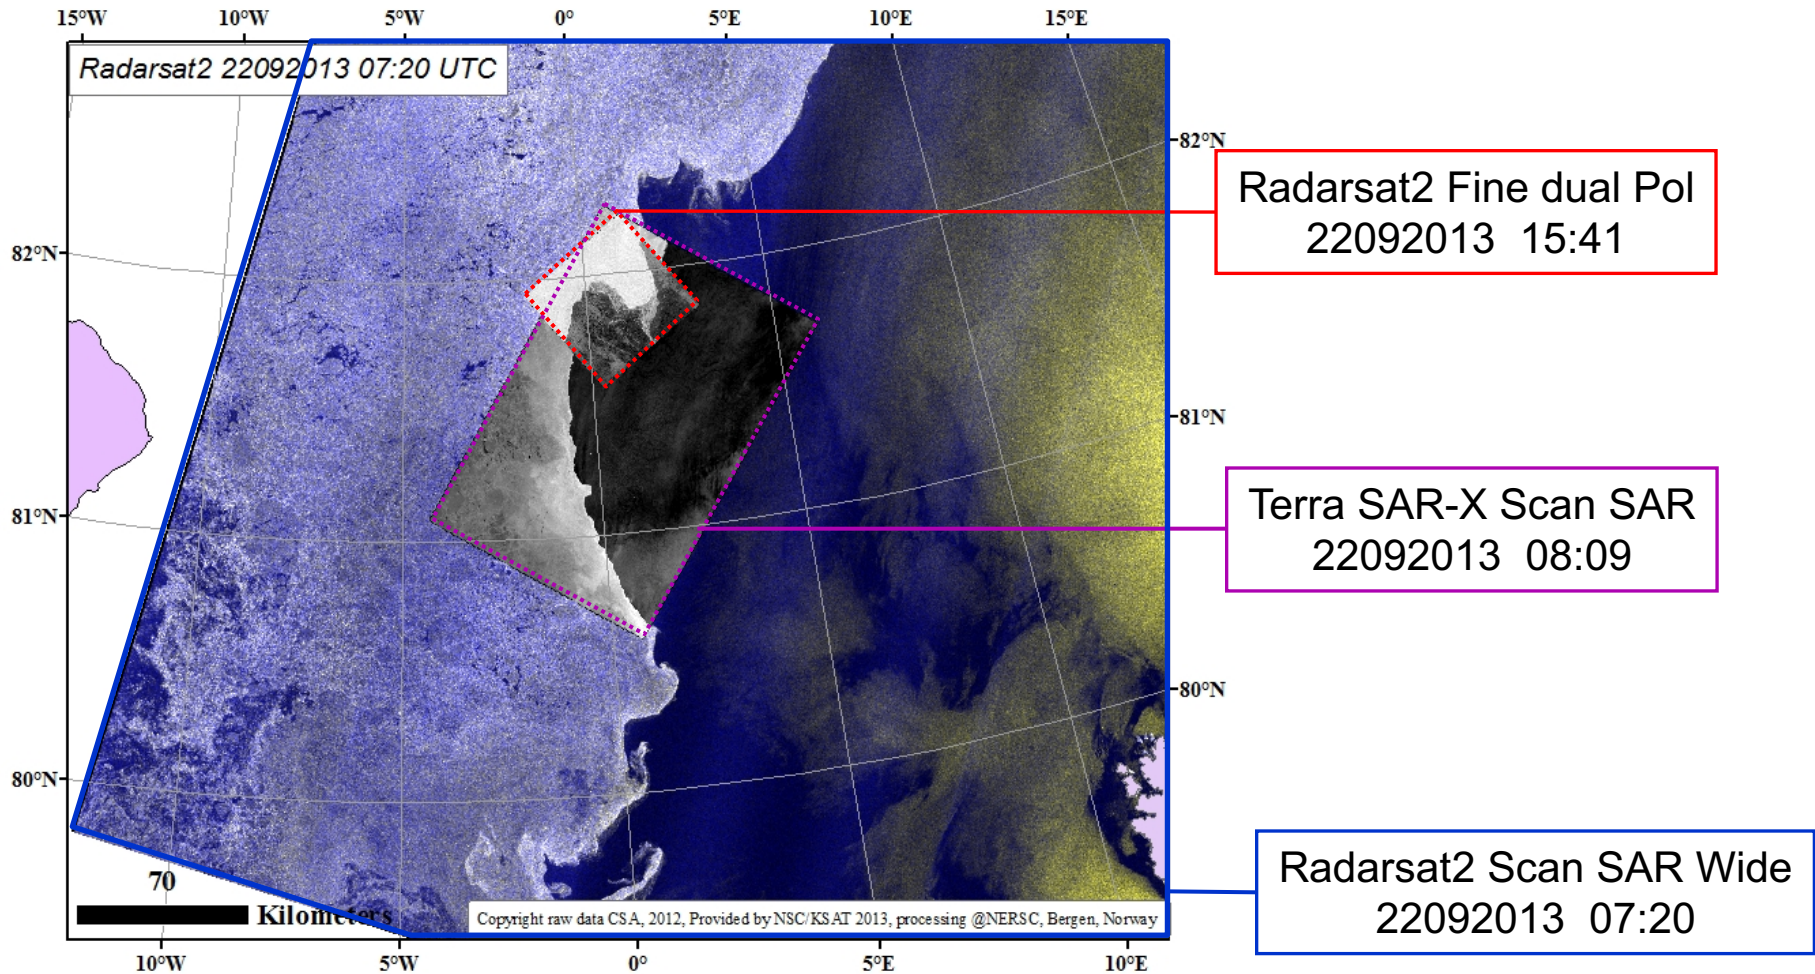 15°W 10°W 5°W 0° 5°E 10°E 15°E
Radarsat2 22092013 07:20 UTC
82°N
Radarsat2 Fine dual Pol
22092013 15:41
82°N
81°N
Terra SAR-X Scan SAR
22092013 08:09
81°N
80°N
80°N
Radarsat2 Scan SAR Wide
22092013 07:20
70
Kilometers
Copyright raw data CSA, 2012, Provided by NSC/KSAT 2013, processing @NERSC, Bergen, Norway
10°W 5°W 0° 5°E 10°E